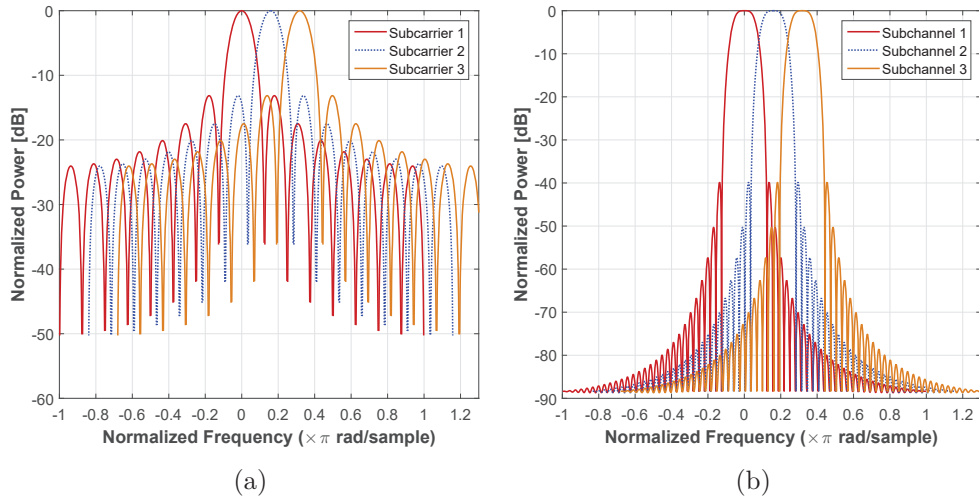 0
-10
-20
-30
-40
-50
-60
Normalized Power [dB]
-1 -0.8 -0.6 -0.4 -0.2 0 0.2 0.4 0.6 0.8 1 1.2
Normalized Frequency (×π rad/sample)
Subcarrier 1
Subcarrier 2
Subcarrier 3
(a)
0
-10
-20
-30
-40
-50
-60
-70
-80
-90
Normalized Power [dB]
-1 -0.8 -0.6 -0.4 -0.2 0 0.2 0.4 0.6 0.8 1 1.2
Normalized Frequency (×π rad/sample)
Subchannel 1
Subchannel 2
Subchannel 3
(b)